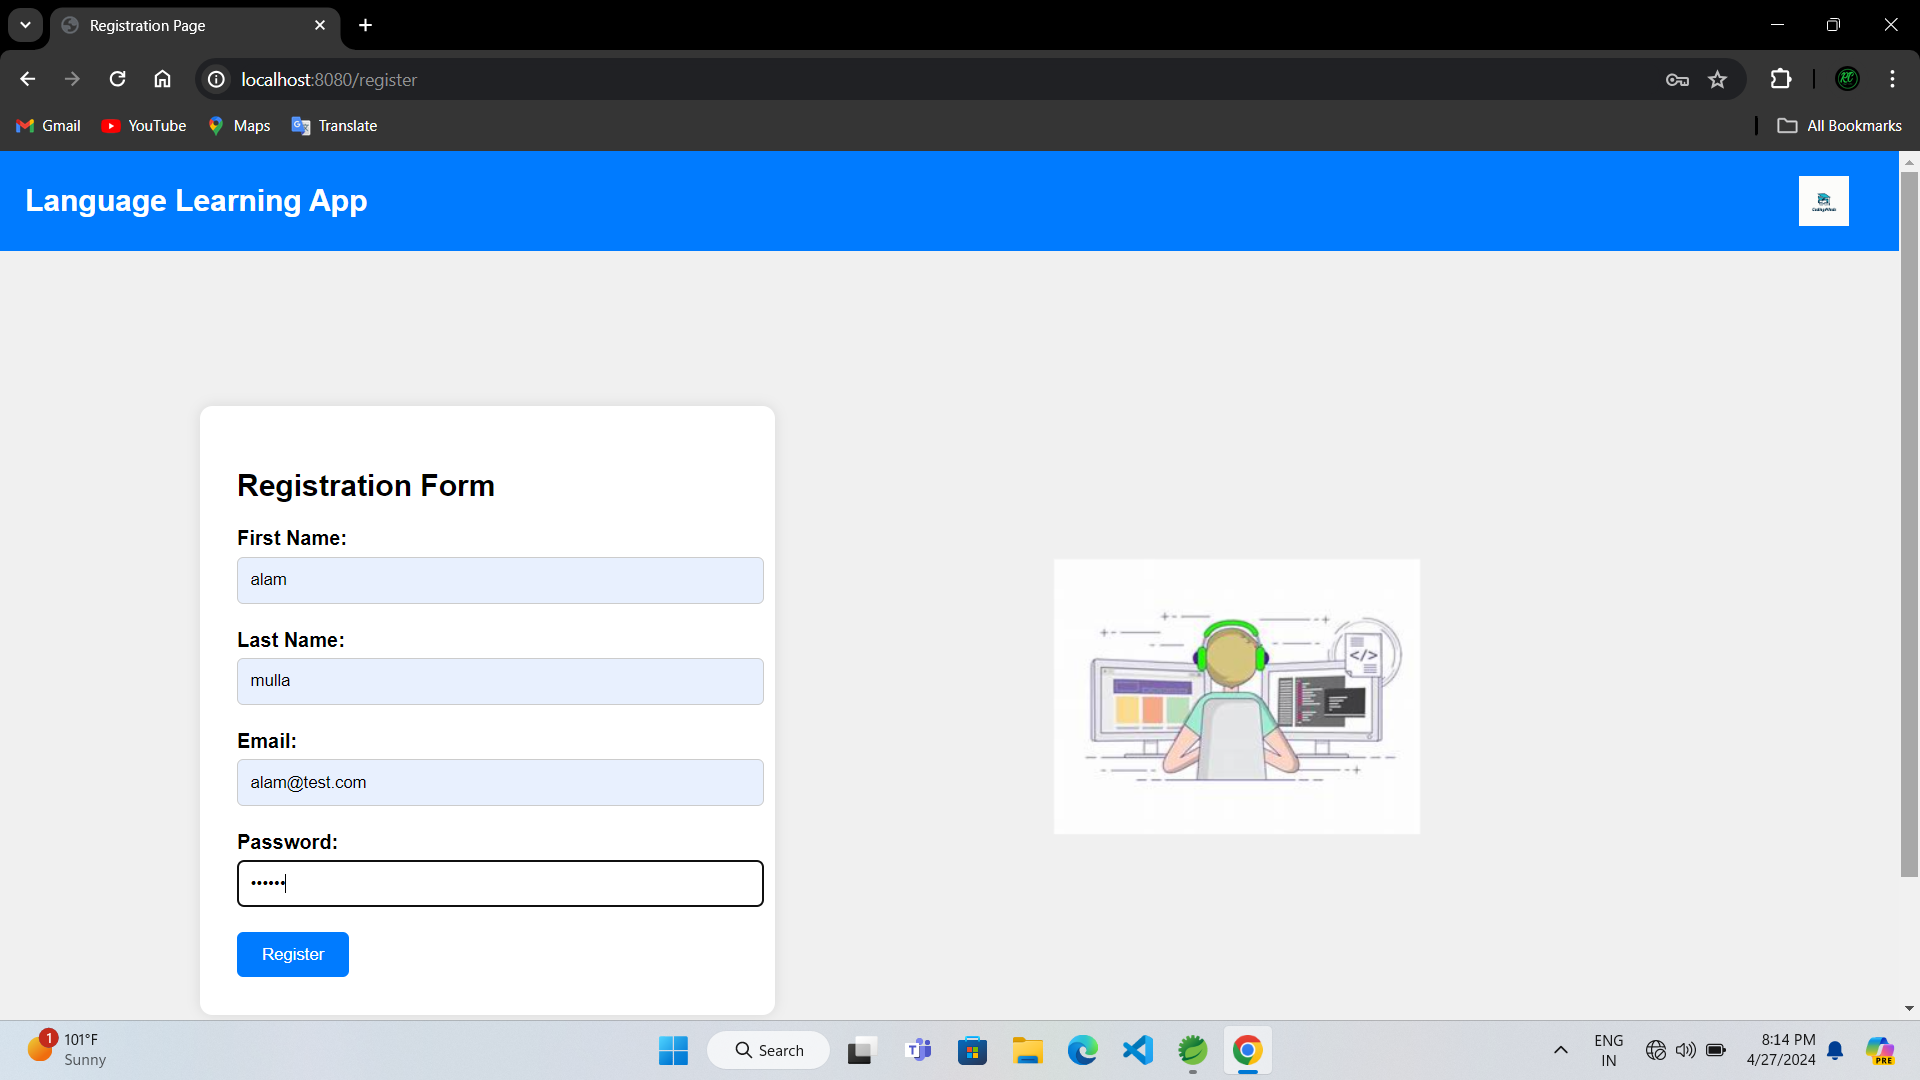 Registration Page
localhost:8080/register
Gmail
YouTube
Maps
Translate
All Bookmarks
Language Learning App
Registration Form
First Name:
alam
Last Name:
mulla
Email:
alam@test.com
Password:
••••••
Register
</>
1
101°F
Sunny
Search
ENG
IN
8:14 PM
4/27/2024
PRE